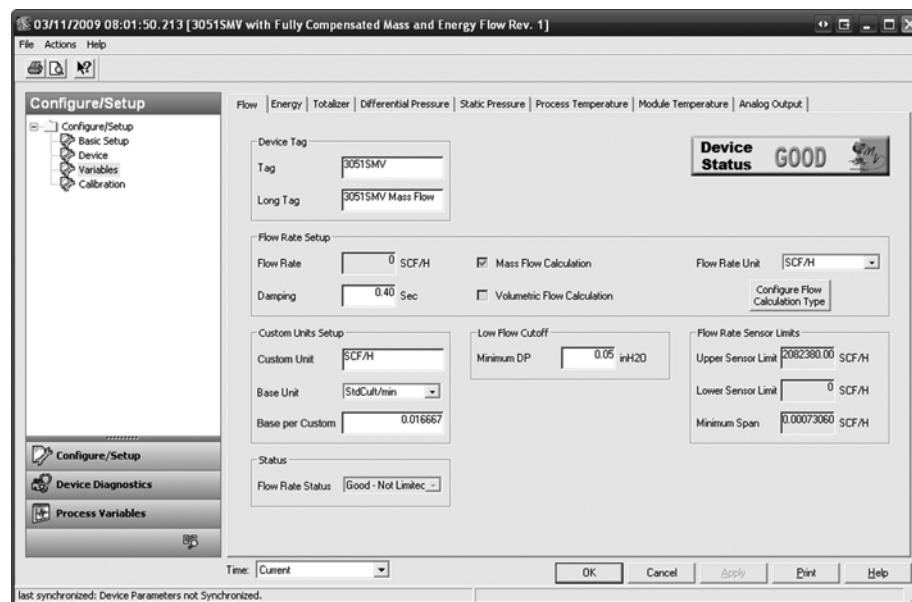 03/11/2009 08:01:50.213 [3051SMV with Fully Compensated Mass and Energy Flow Rev. 1]
File Actions Help
Configure/Setup
Configure/Setup
Basic Setup
Device
Variables
Calibration
Configure/Setup
Device Diagnostics
Process Variables
Flow Energy Totalizer Differential Pressure Static Pressure Process Temperature Module Temperature Analog Output
Device Tag
Tag 3051SMV
Long Tag 3051SMV Mass Flow
Device Status GOOD
Flow Rate Setup
Flow Rate 0 SCF/H Mass Flow Calculation Flow Rate Unit SCF/H
Damping 0.40 Sec Volumetric Flow Calculation Configure Flow Calculation Type
Custom Units Setup
Custom Unit SCF/H
Base Unit StdCuft/min
Base per Custom 0.016667
Low Flow Cutoff
Minimum DP 0.05 inH2O
Flow Rate Sensor Limits
Upper Sensor Limit 2082380.00 SCF/H
Lower Sensor Limit 0 SCF/H
Minimum Span 0.00073060 SCF/H
Status
Flow Rate Status Good - Not Limitec
Time: Current
OK Cancel Apply Print Help
last synchronized: Device Parameters not Synchronized.